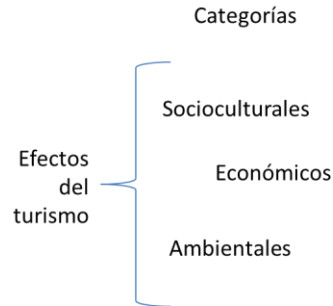 Categorías
Socioculturales
Efectos
del
turismo
Económicos
Ambientales